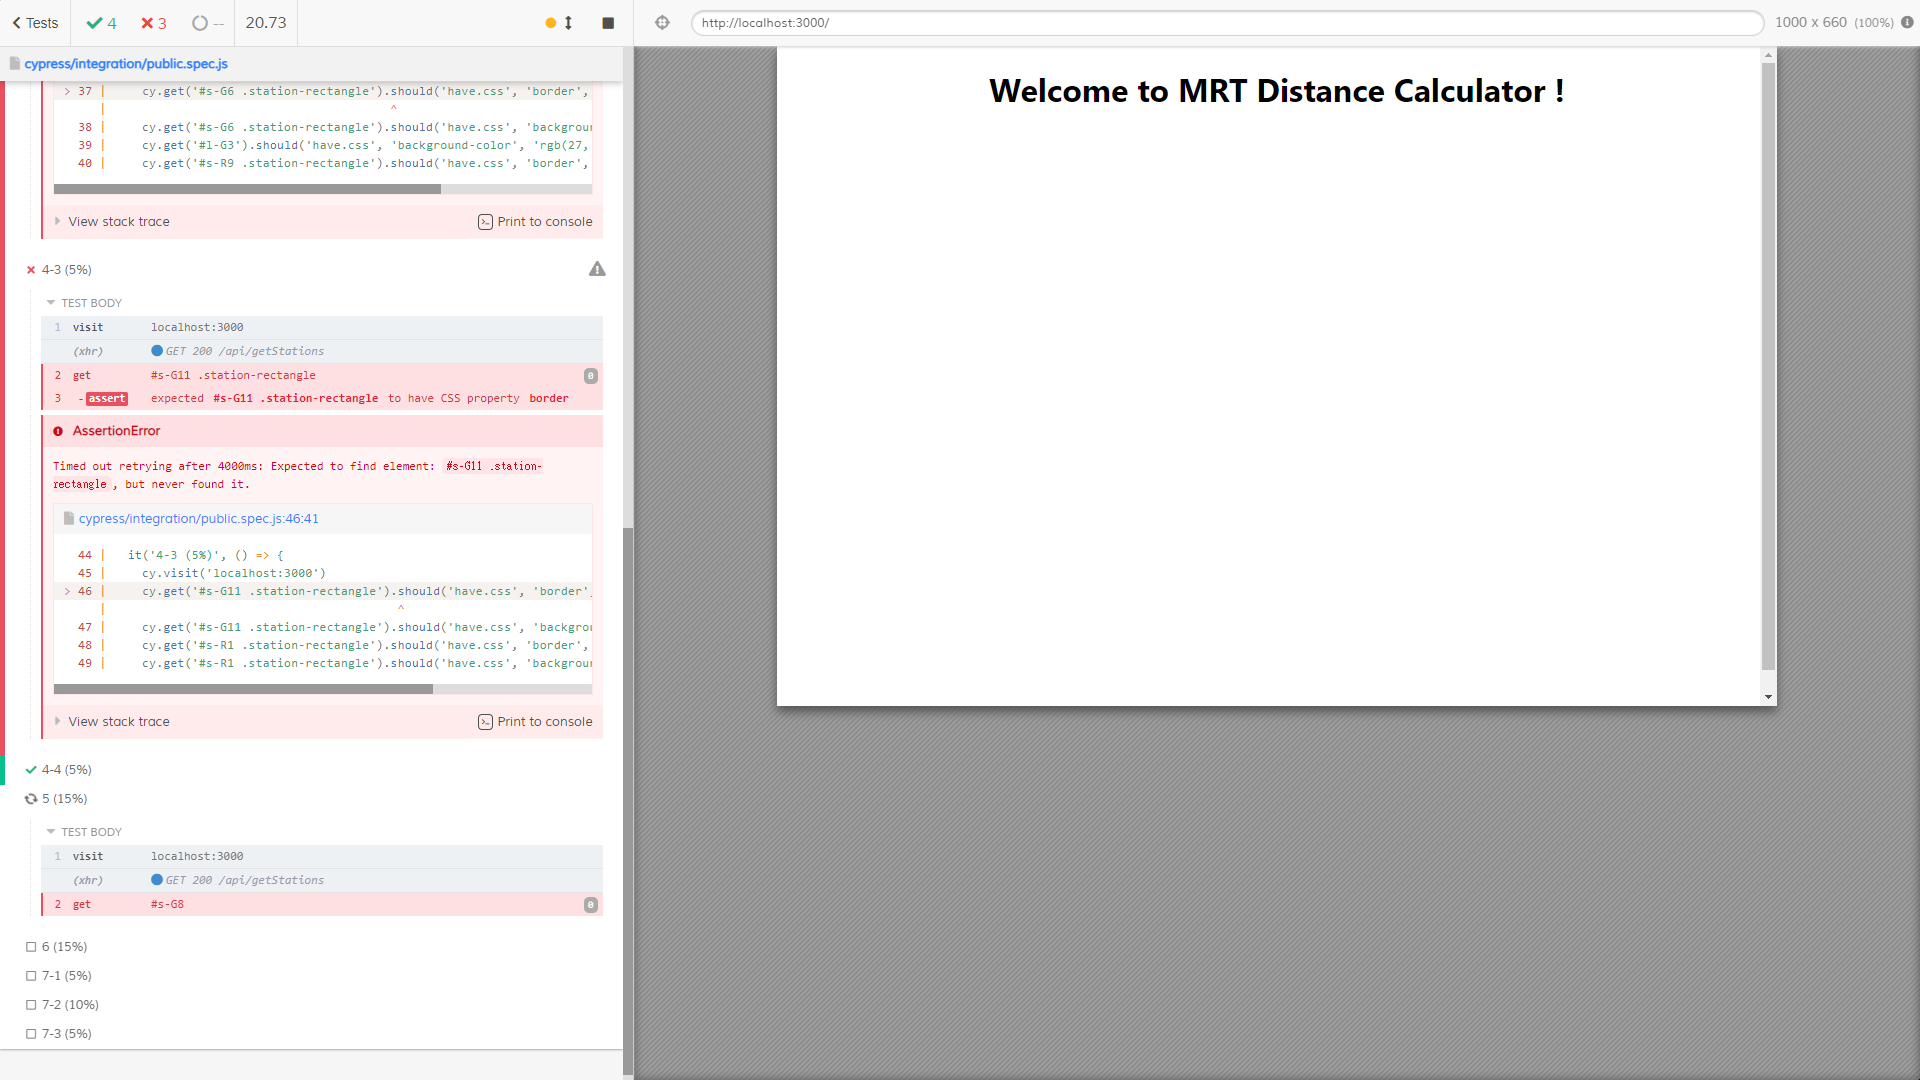 Tests 4 3 -- 20.73
http://localhost:3000/ 1000 x 660 (100%)
cypress/integration/public.spec.js
> 37 | cy.get('#s-G6 .station-rectangle').should('have.css', 'border',
| ^
38 | cy.get('#s-G6 .station-rectangle').should('have.css', 'backgroun
39 | cy.get('#l-G3').should('have.css', 'background-color', 'rgb(27,
40 | cy.get('#s-R9 .station-rectangle').should('have.css', 'border',
View stack trace Print to console
4-3 (5%)
TEST BODY
1 visit localhost:3000
(xhr) GET 200 /api/getStations
2 get #s-G11 .station-rectangle 0
3 -assert expected #s-G11 .station-rectangle to have CSS property border
AssertionError
Timed out retrying after 4000ms: Expected to find element: #s-G11 .station-
rectangle , but never found it.
cypress/integration/public.spec.js:46:41
44 | it('4-3 (5%)', () => {
45 | cy.visit('localhost:3000')
> 46 | cy.get('#s-G11 .station-rectangle').should('have.css', 'border'
| ^
47 | cy.get('#s-G11 .station-rectangle').should('have.css', 'backgrou
48 | cy.get('#s-R1 .station-rectangle').should('have.css', 'border',
49 | cy.get('#s-R1 .station-rectangle').should('have.css', 'backgroun
View stack trace Print to console
4-4 (5%)
5 (15%)
TEST BODY
1 visit localhost:3000
(xhr) GET 200 /api/getStations
2 get #s-G8 0
6 (15%)
7-1 (5%)
7-2 (10%)
7-3 (5%)
Welcome to MRT Distance Calculator !